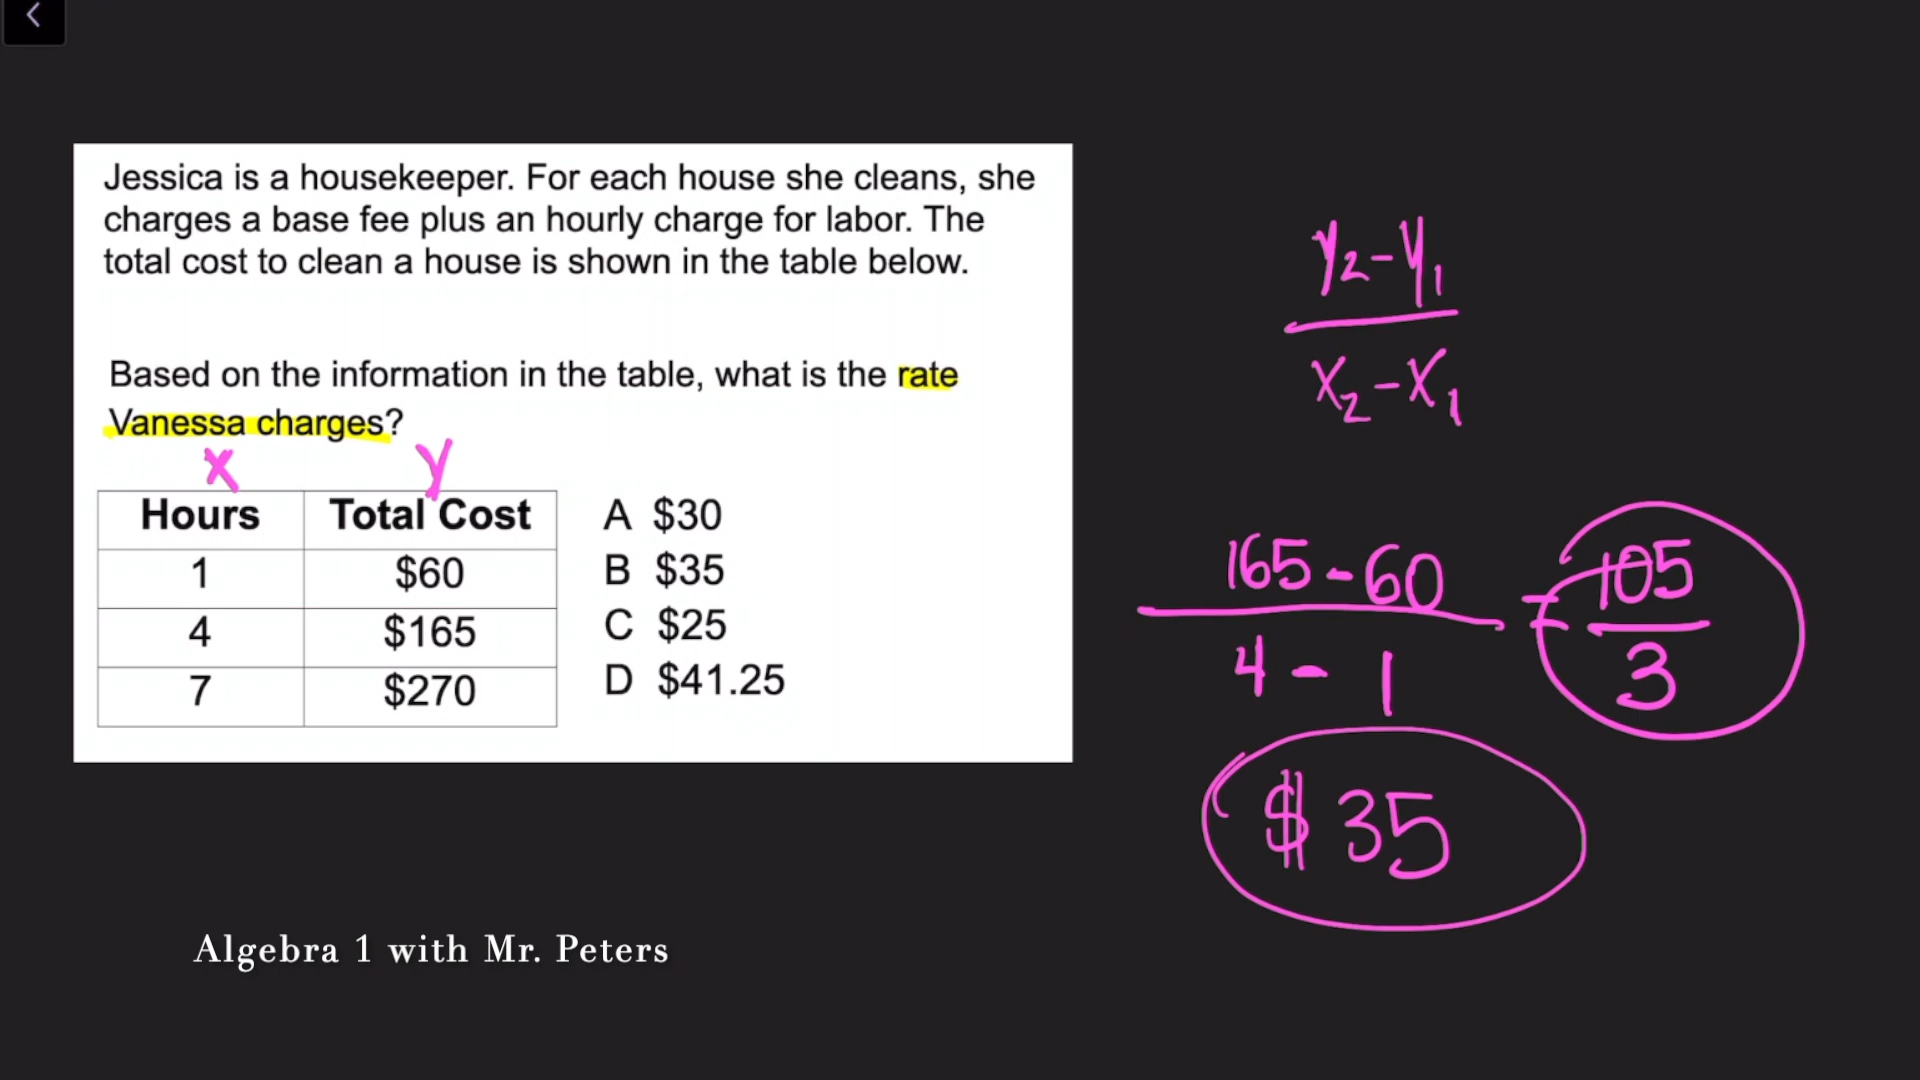 Jessica is a housekeeper. For each house she cleans, she
charges a base fee plus an hourly charge for labor. The
total cost to clean a house is shown in the table below.
Based on the information in the table, what is the rate
Vanessa charges?
x y
Hours Total Cost
1 $60
4 $165
7 $270
A $30
B $35
C $25
D $41.25
y₂-y₁
x₂-x₁
165-60 = 105
4-1 3
$35
Algebra 1 with Mr. Peters